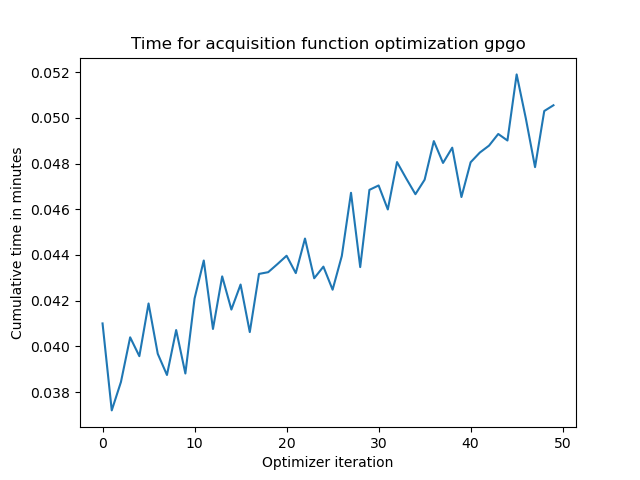 Time for acquisition function optimization gpgo
0.052
0.050
0.048
0.046
0.044
0.042
0.040
0.038
Cumulative time in minutes
0 10 20 30 40 50
Optimizer iteration